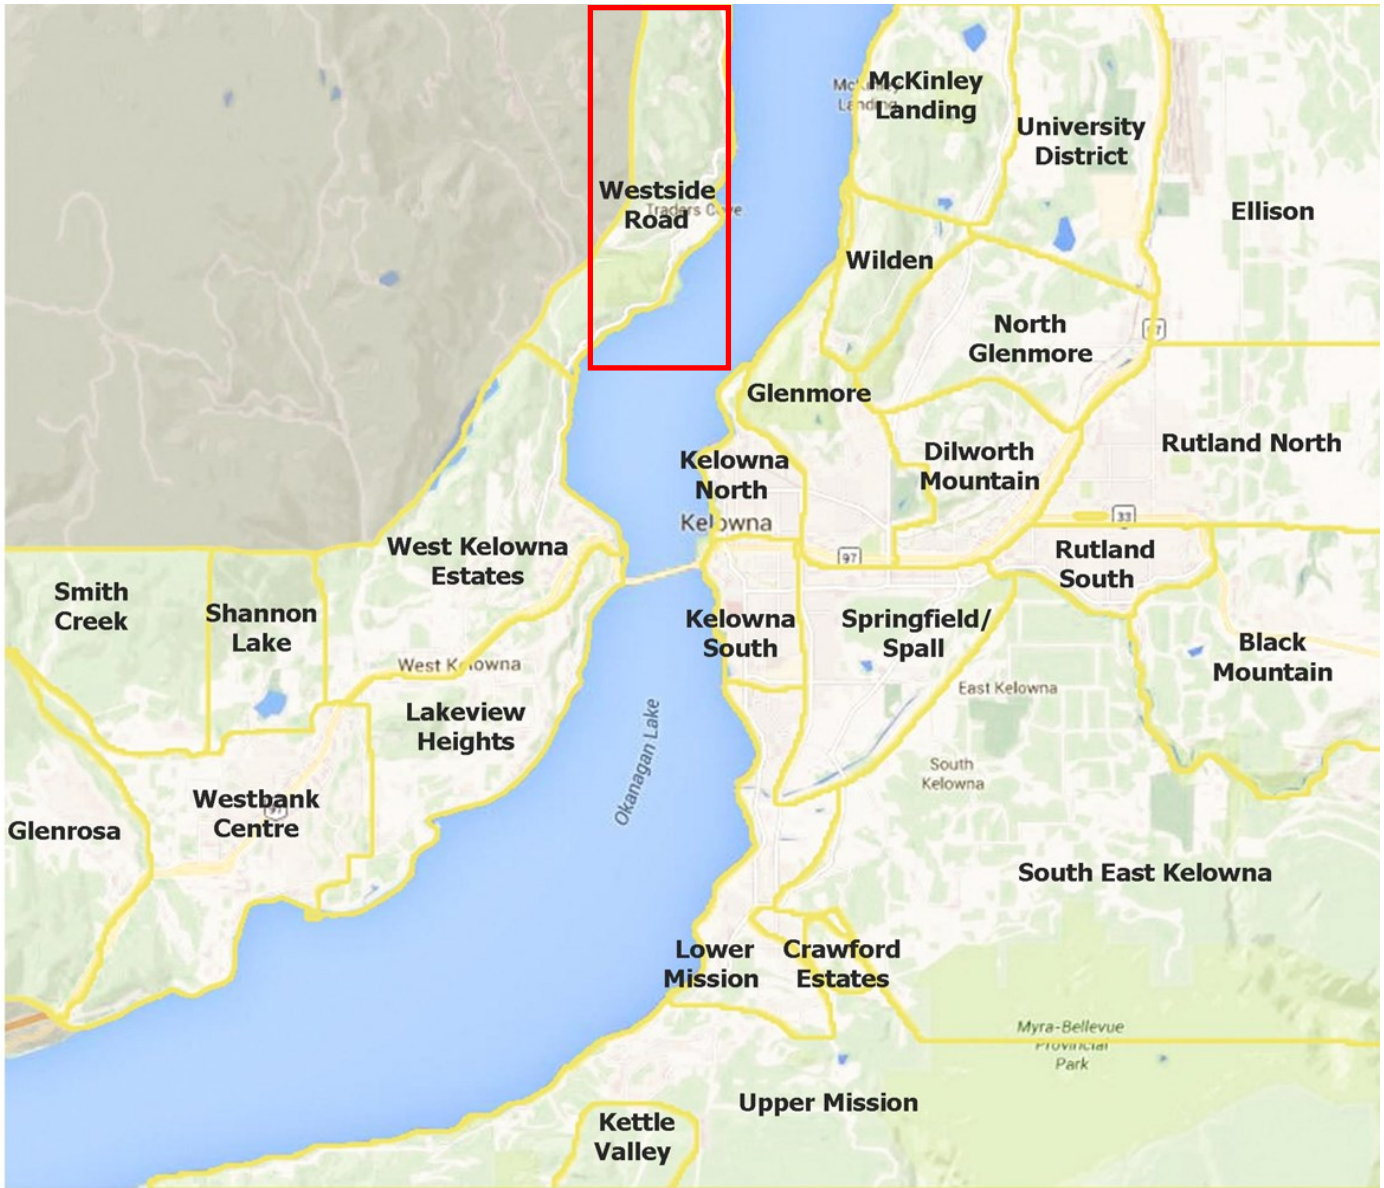 McKinley
Landing
University
District
Westside
Road
Traders C ve
Ellison
Wilden
North
Glenmore
97
Glenmore
Kelowna
North
Kelowna
Dilworth
Mountain
Rutland North
33
97
West Kelowna
Estates
Rutland
South
Smith
Creek
Shannon
Lake
Kelowna
South
Springfield/
Spall
Black
Mountain
West Kelowna
East Kelowna
Lakeview
Heights
Okanagan Lake
South
Kelowna
Westbank
Centre
97
Glenrosa
South East Kelowna
Lower
Mission
Crawford
Estates
Myra-Bellevue
Provincial
Park
Upper Mission
Kettle
Valley